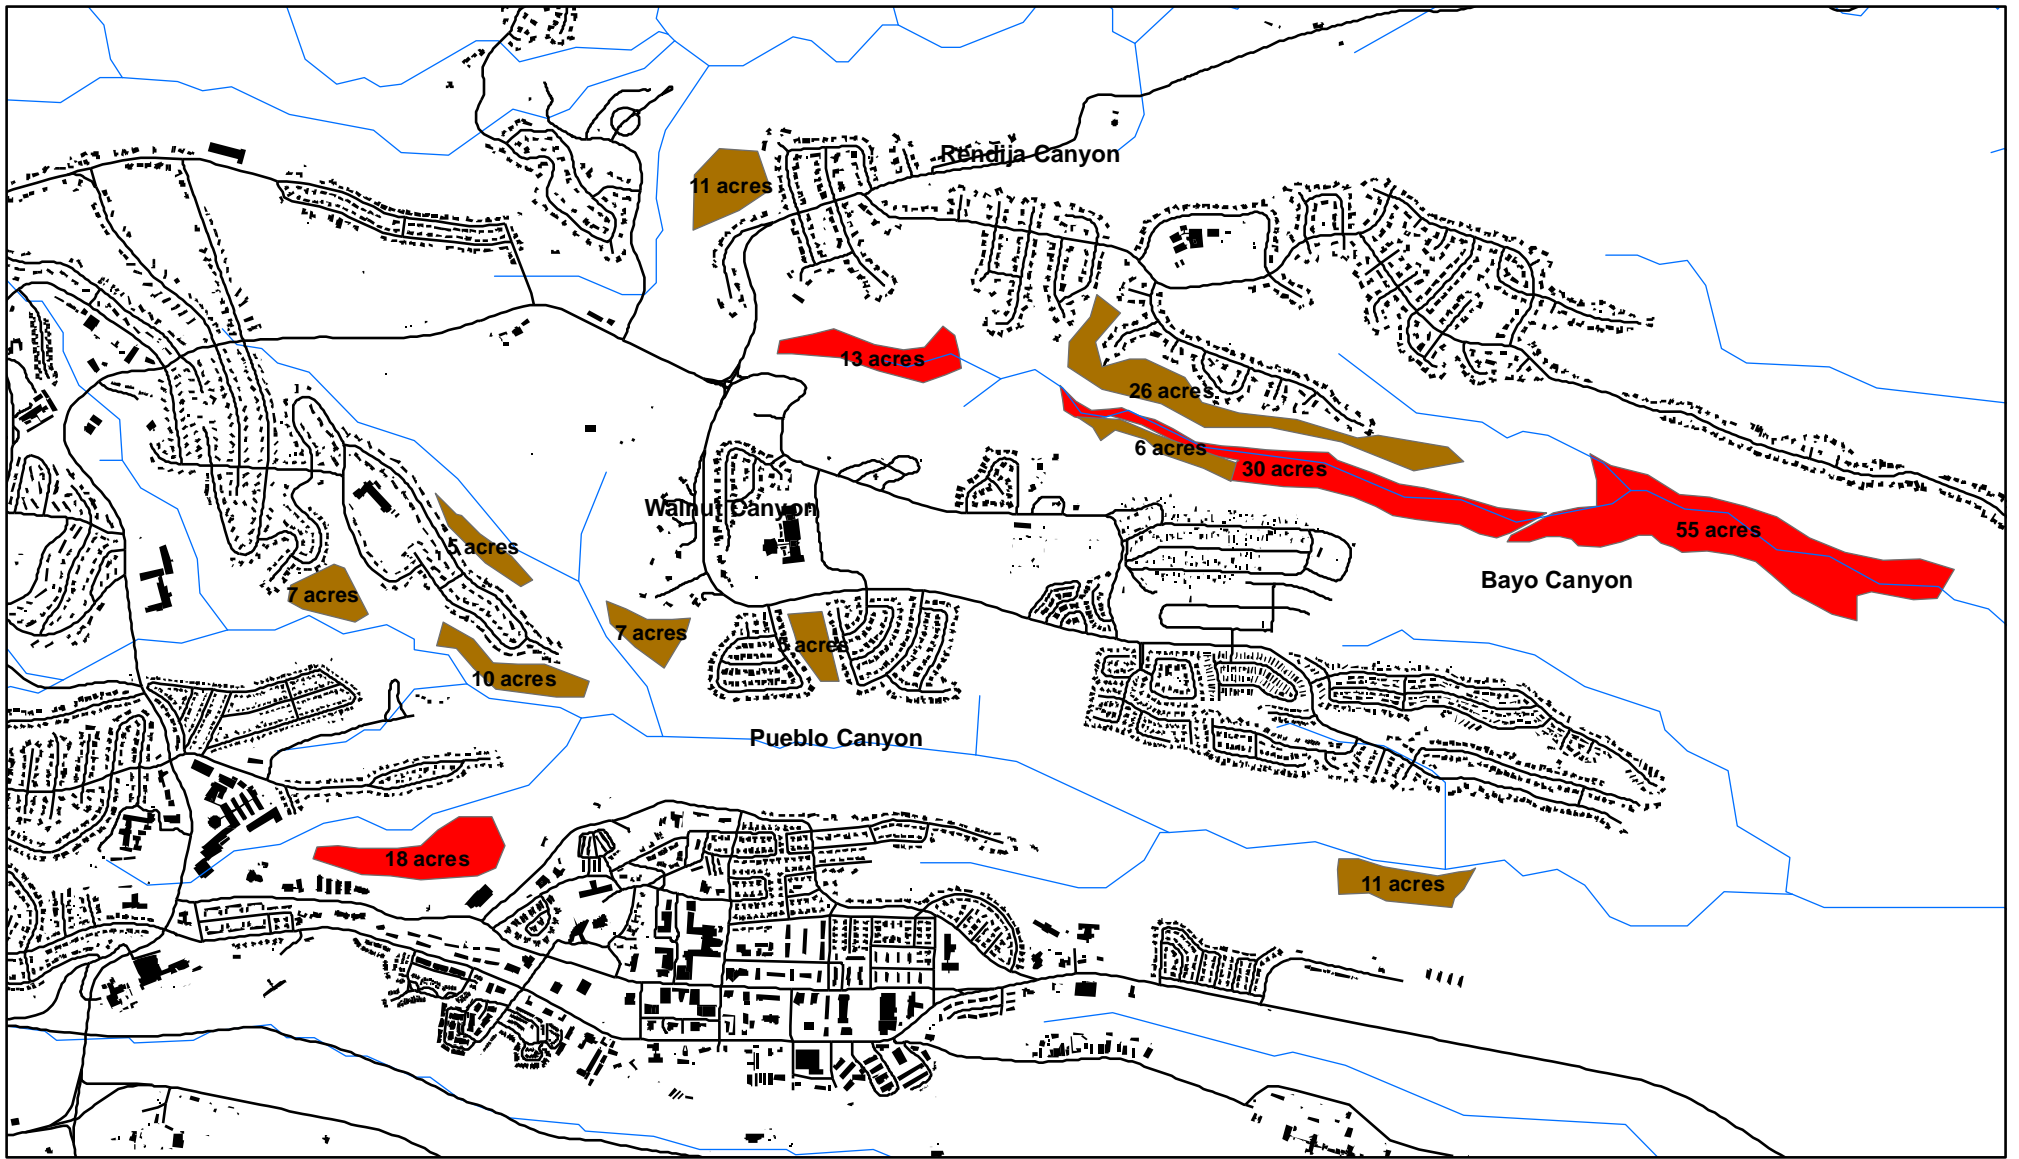 Rendija Canyon
11 acres
13 acres
26 acres
6 acres
30 acres
Walnut Canyon
55 acres
5 acres
Bayo Canyon
7 acres
7 acres
acres
10 acres
Pueblo Canyon
18 acres
11 acres